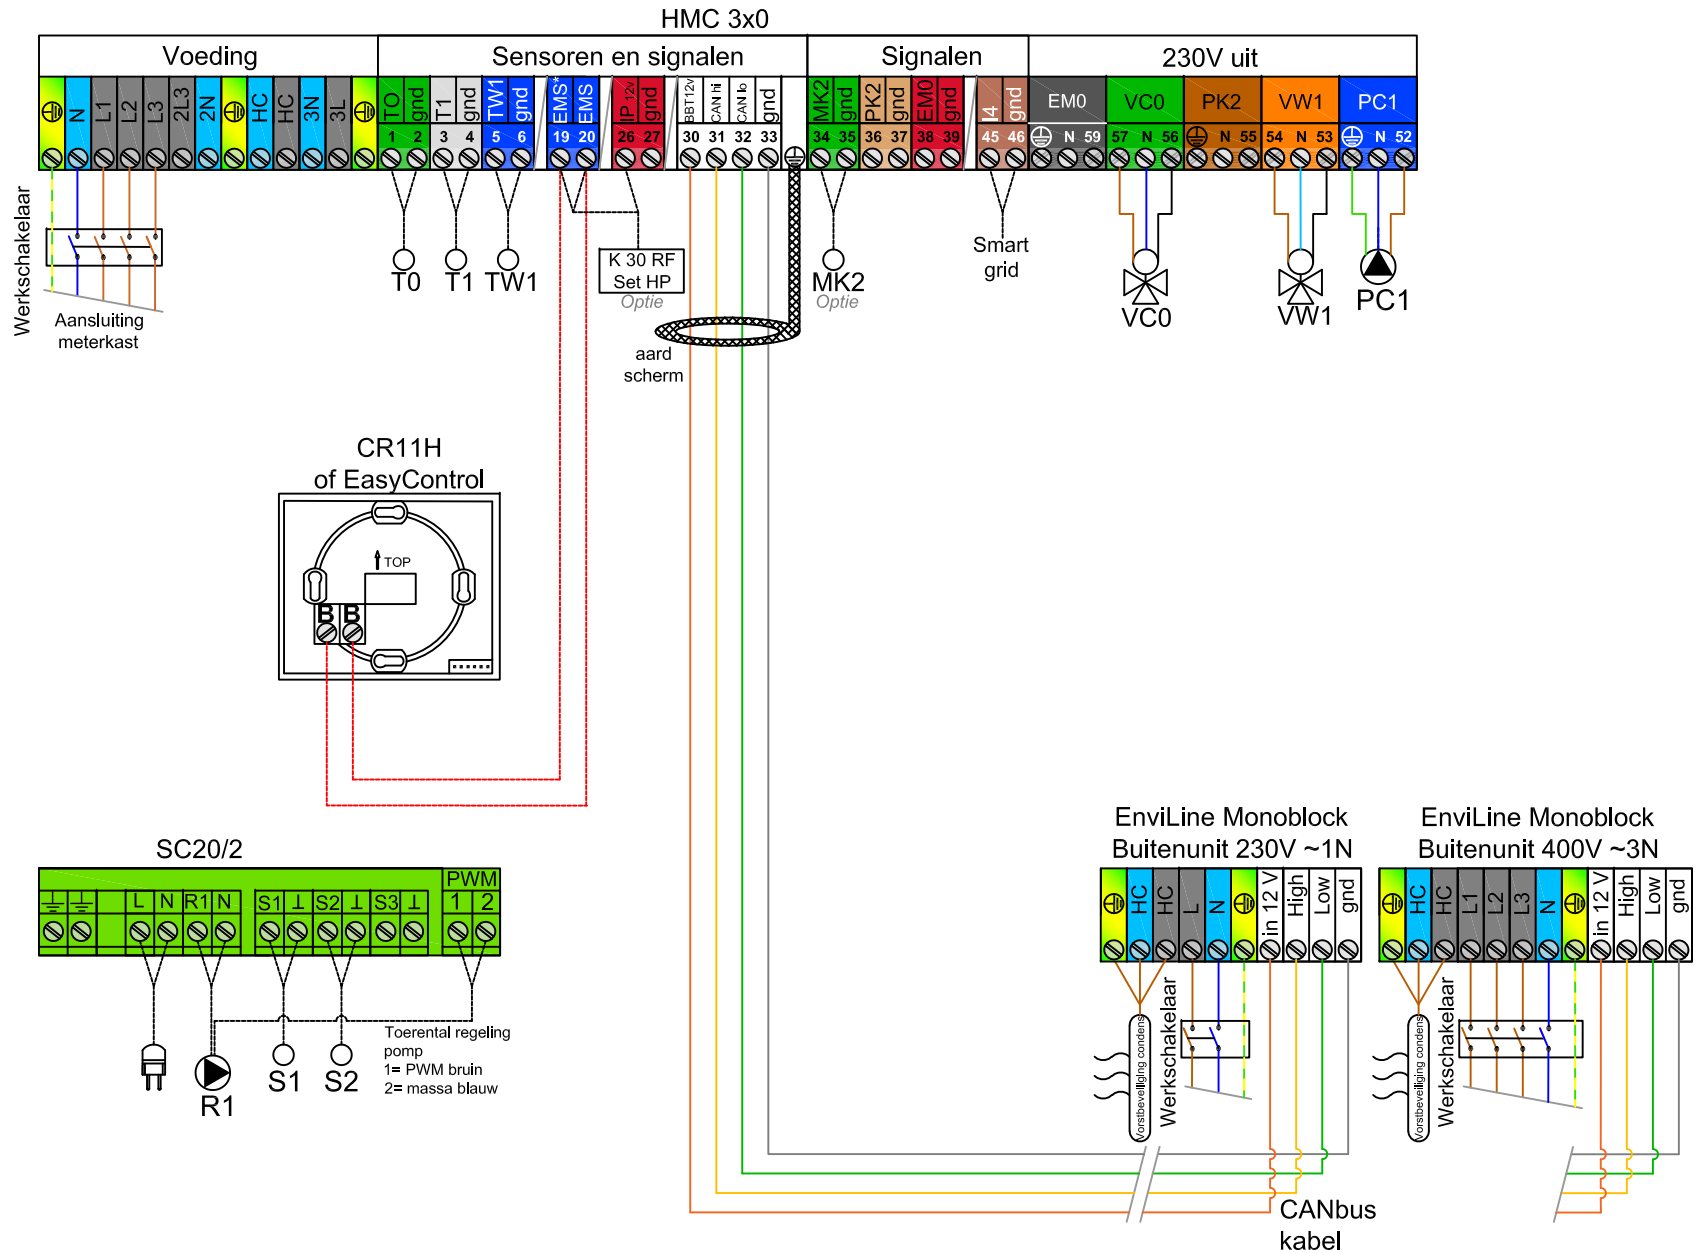 HMC 3x0
Voeding
Sensoren en signalen
Signalen
230V uit
N L1 L2 L3 2L3 2N HC HC 3N 3L
TO gnd T1 gnd TW1 gnd EMS* EMS IP 12v gnd BBT12v CAN hi CAN lo gnd
MK2 gnd PK2 gnd EM0 gnd I4 gnd
EM0 VC0 PK2 VW1 PC1
1 2 3 4 5 6 19 20 26 27 30 31 32 33 34 35 36 37 38 39 45 46 N 59 57 N 56 N 55 54 N 53 N 52
Werkschakelaar
Aansluiting
meterkast
T0
T1
TW1
K 30 RF
Set HP
Optie
aard
scherm
MK2
Optie
Smart
grid
VC0
VW1
PC1
CR11H
of EasyControl
TOP
B B
SC20/2
PWM
L N R1 N S1 ⊥ S2 ⊥ S3 ⊥ 1 2
R1
S1
S2
Toerental regeling
pomp
1= PWM bruin
2= massa blauw
EnviLine Monoblock
Buitenunit 230V ~1N
HC HC L N in 12 V High Low gnd
Vorstbeveiliging condens
Werkschakelaar
EnviLine Monoblock
Buitenunit 400V ~3N
HC HC L1 L2 L3 N in 12 V High Low gnd
Vorstbeveiliging condens
Werkschakelaar
CANbus
kabel